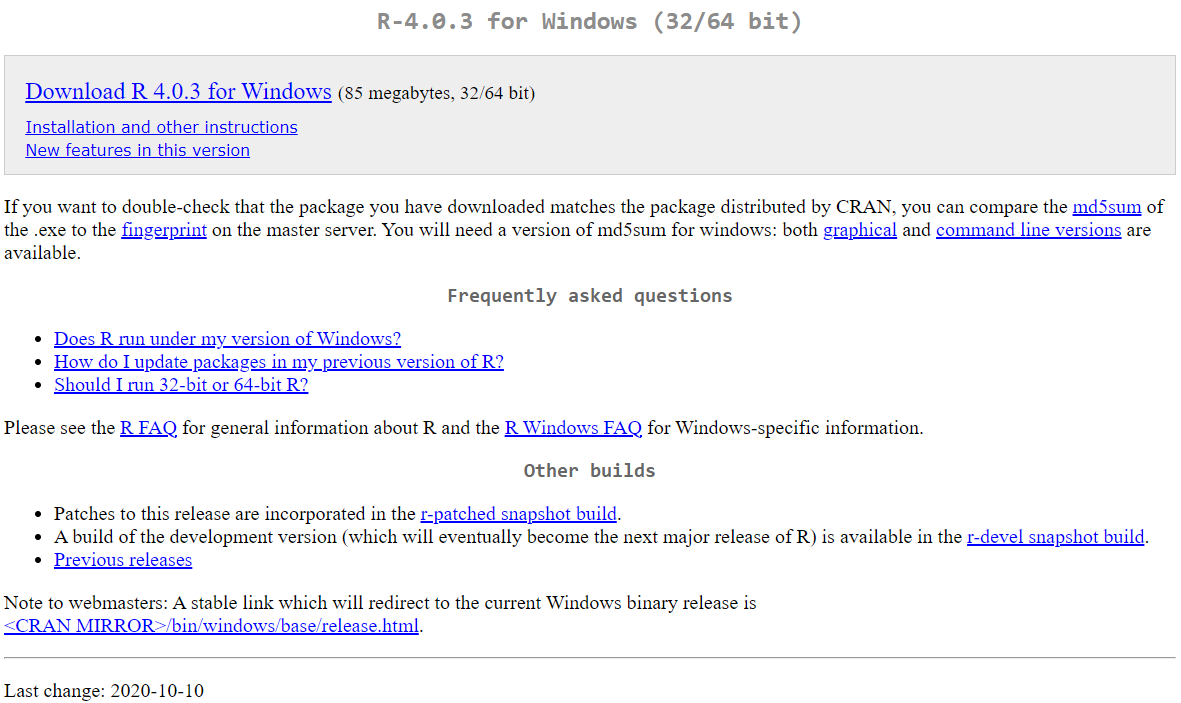 R-4.0.3 for Windows (32/64 bit)
Download R 4.0.3 for Windows (85 megabytes, 32/64 bit)
Installation and other instructions
New features in this version
If you want to double-check that the package you have downloaded matches the package distributed by CRAN, you can compare the md5sum of
the .exe to the fingerprint on the master server. You will need a version of md5sum for windows: both graphical and command line versions are
available.
Frequently asked questions
• Does R run under my version of Windows?
• How do I update packages in my previous version of R?
• Should I run 32-bit or 64-bit R?
Please see the R FAQ for general information about R and the R Windows FAQ for Windows-specific information.
Other builds
• Patches to this release are incorporated in the r-patched snapshot build.
• A build of the development version (which will eventually become the next major release of R) is available in the r-devel snapshot build.
• Previous releases
Note to webmasters: A stable link which will redirect to the current Windows binary release is
<CRAN MIRROR>/bin/windows/base/release.html.
Last change: 2020-10-10